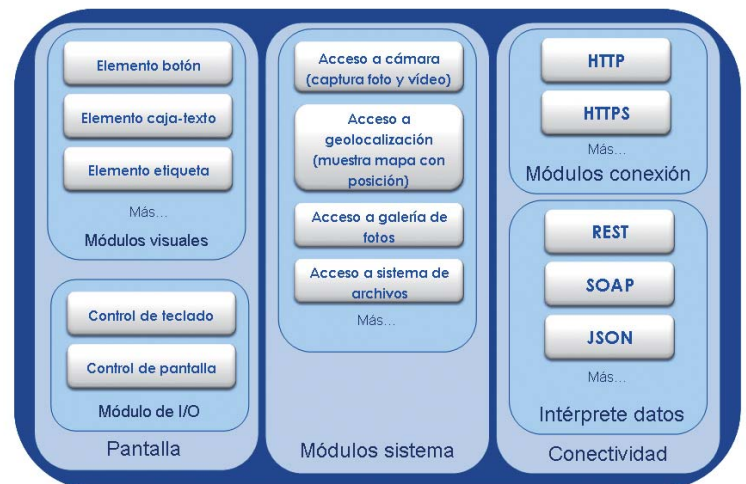 Elemento botón
Elemento caja-texto
Elemento etiqueta
Más...
Módulos visuales
Control de teclado
Control de pantalla
Módulo de I/O
Pantalla
Acceso a cámara
(captura foto y vídeo)
Acceso a
geolocalización
(muestra mapa con
posición)
Acceso a galería de
fotos
Acceso a sistema de
archivos
Más...
Módulos sistema
HTTP
HTTPS
Más...
Módulos conexión
REST
SOAP
JSON
Más...
Intérprete datos
Conectividad